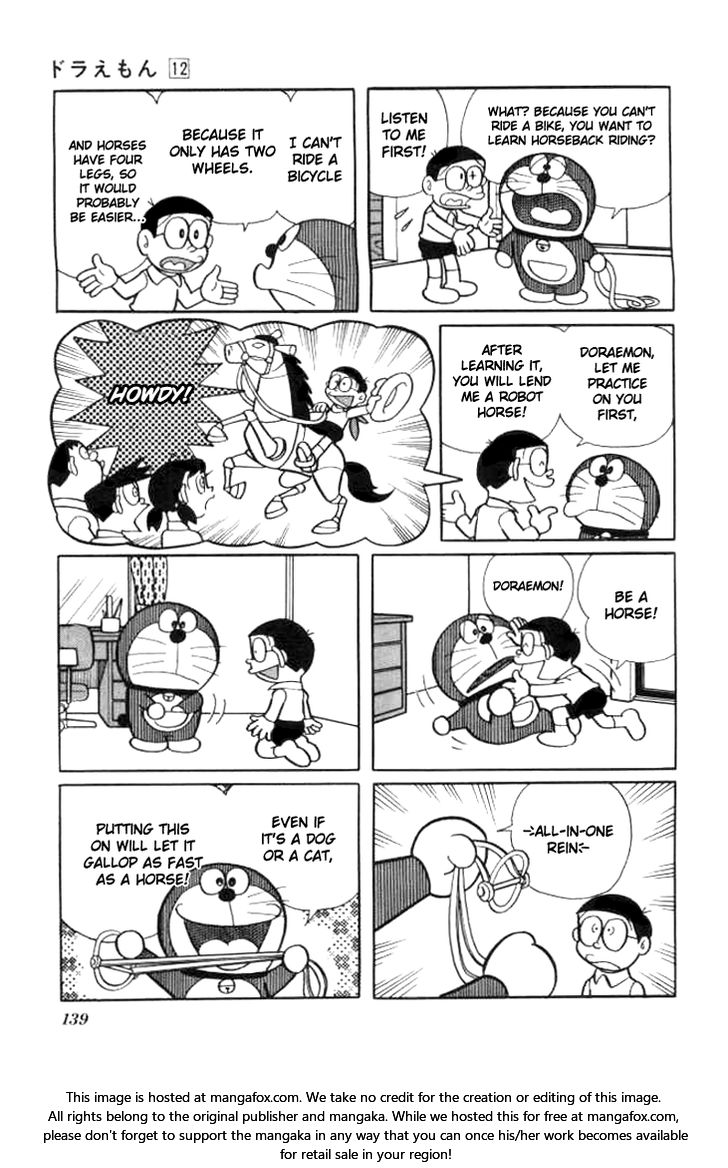 ドラえもん 12
WHAT? BECAUSE YOU CAN'T
RIDE A BIKE, YOU WANT TO
LEARN HORSEBACK RIDING?
LISTEN
TO ME
FIRST!
I CAN'T
RIDE A
BICYCLE
BECAUSE IT
ONLY HAS TWO
WHEELS.
AND HORSES
HAVE FOUR
LEGS, SO
IT WOULD
PROBABLY
BE EASIER...
DORAEMON,
LET ME
PRACTICE
ON YOU
FIRST,
AFTER
LEARNING IT,
YOU WILL LEND
ME A ROBOT
HORSE!
HOWDY!
BE A
HORSE!
DORAEMON!
ALL-IN-ONE
REIN
EVEN IF
IT'S A DOG
OR A CAT,
PUTTING THIS
ON WILL LET IT
GALLOP AS FAST
AS A HORSE!
139
This image is hosted at mangafox.com. We take no credit for the creation or editing of this image.
All rights belong to the original publisher and mangaka. While we hosted this for free at mangafox.com,
please don't forget to support the mangaka in any way that you can once his/her work becomes available
for retail sale in your region!